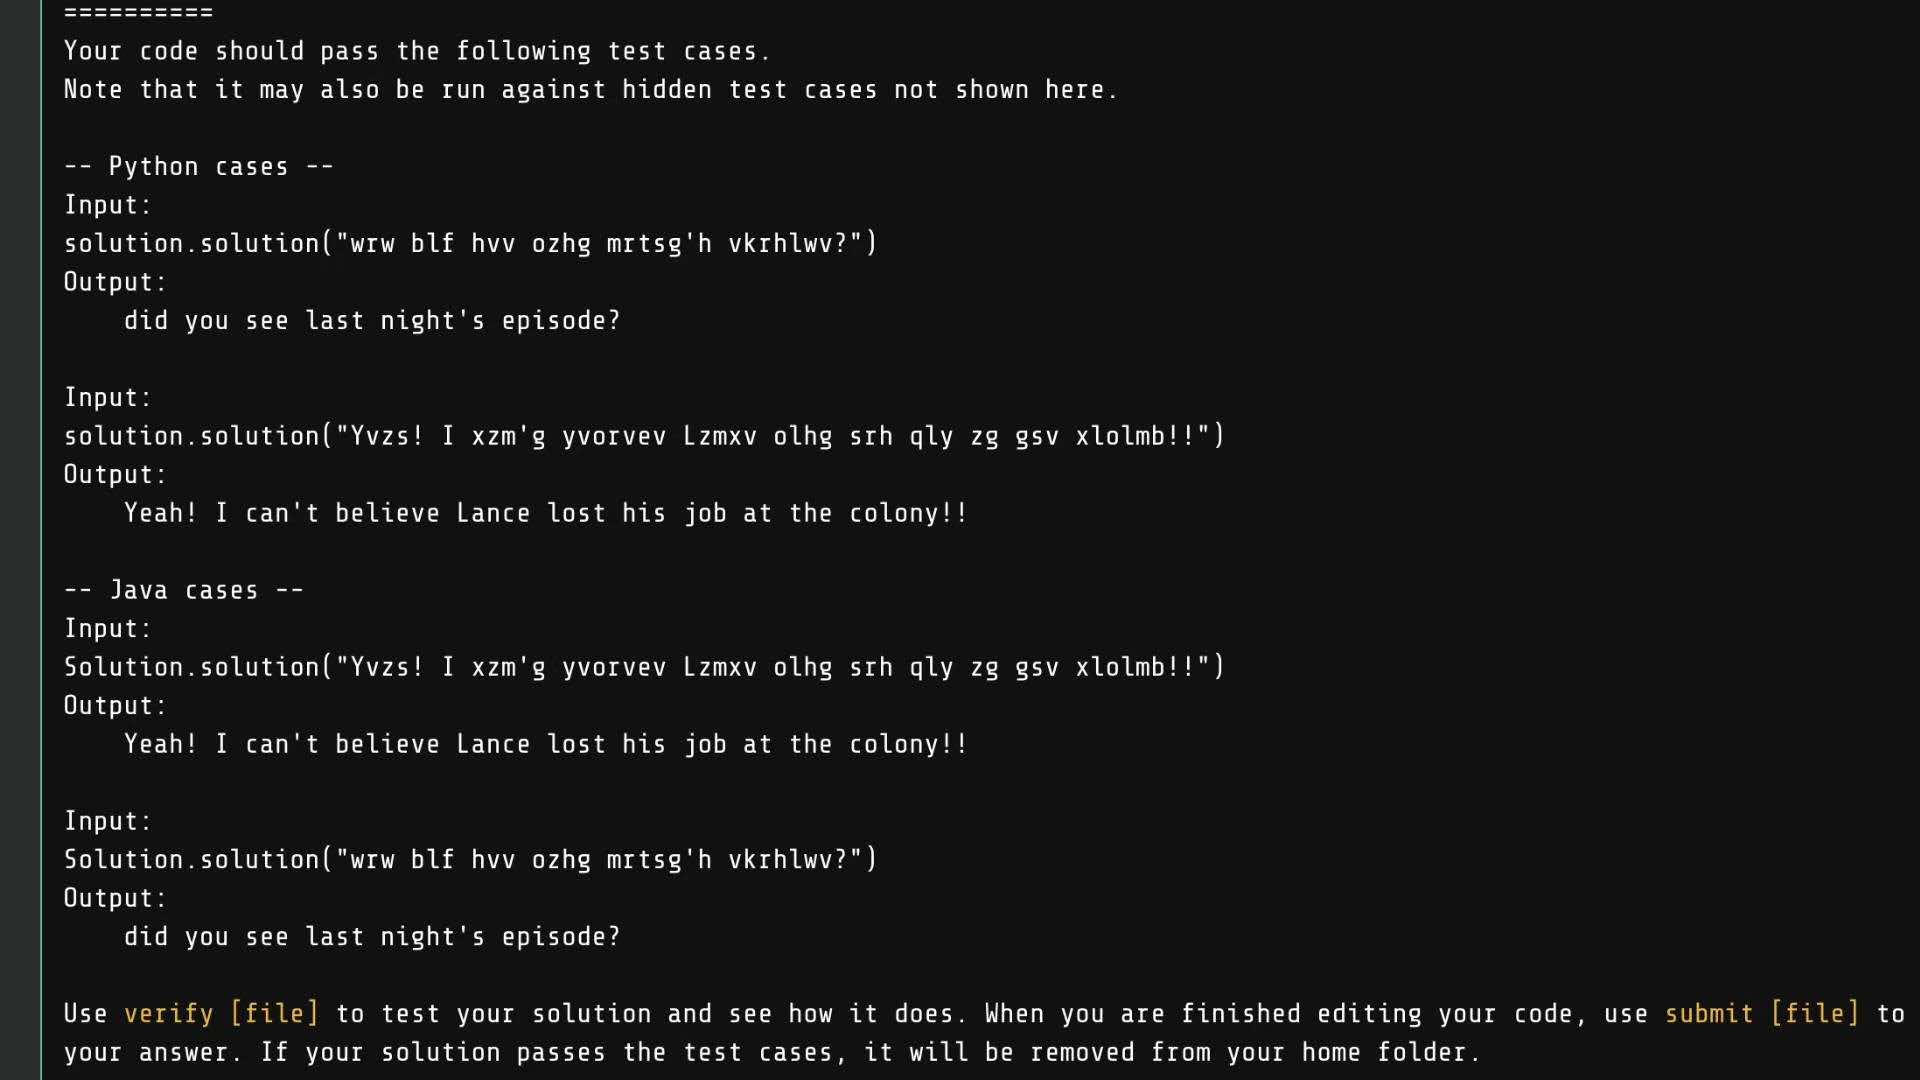 ==========
Your code should pass the following test cases.
Note that it may also be run against hidden test cases not shown here.
-- Python cases --
Input:
solution.solution("wrw blf hvv ozhg mrtsg'h vkrhlwv?")
Output:
    did you see last night's episode?
Input:
solution.solution("Yvzs! I xzm'g yvorvev Lzmxv olhg srh qly zg gsv xlolmb!!")
Output:
    Yeah! I can't believe Lance lost his job at the colony!!
-- Java cases --
Input:
Solution.solution("Yvzs! I xzm'g yvorvev Lzmxv olhg srh qly zg gsv xlolmb!!")
Output:
    Yeah! I can't believe Lance lost his job at the colony!!
Input:
Solution.solution("wrw blf hvv ozhg mrtsg'h vkrhlwv?")
Output:
    did you see last night's episode?
Use verify [file] to test your solution and see how it does. When you are finished editing your code, use submit [file] to
your answer. If your solution passes the test cases, it will be removed from your home folder.